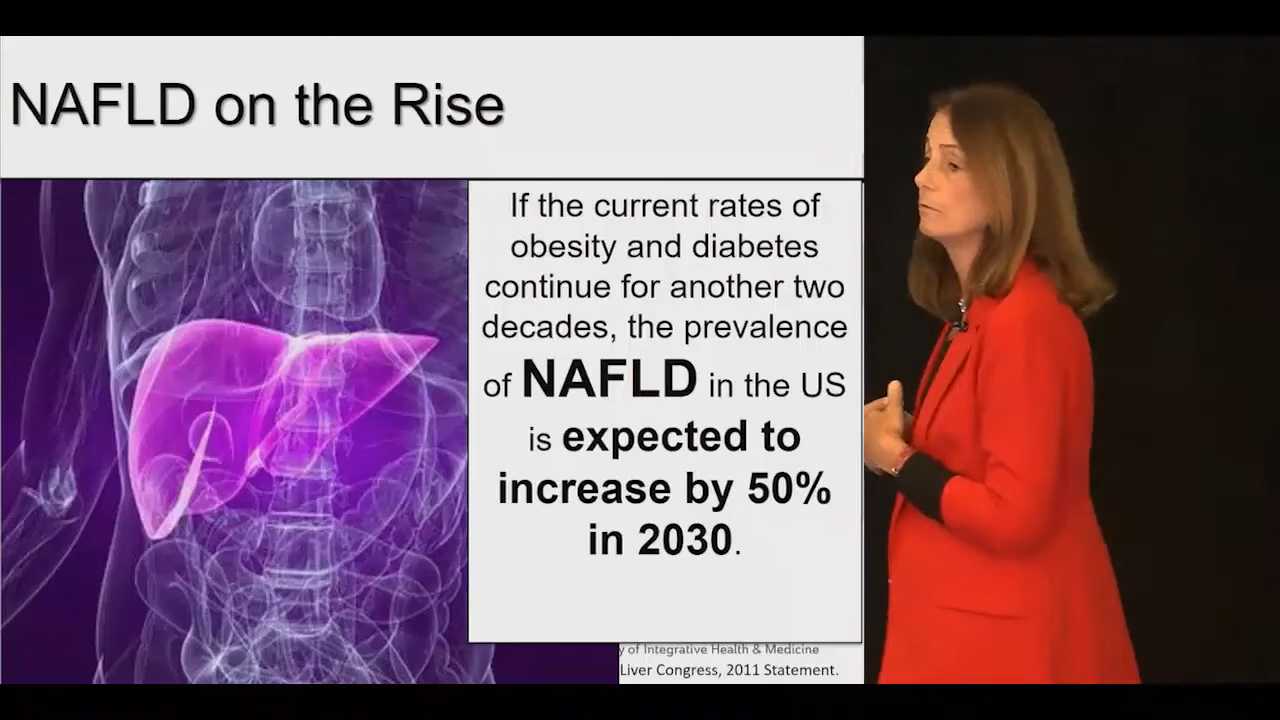 NAFLD on the Rise
If the current rates of
obesity and diabetes
continue for another two
decades, the prevalence
of NAFLD in the US
is expected to
increase by 50%
in 2030.
of Integrative Health & Medicine
Liver Congress, 2011 Statement.